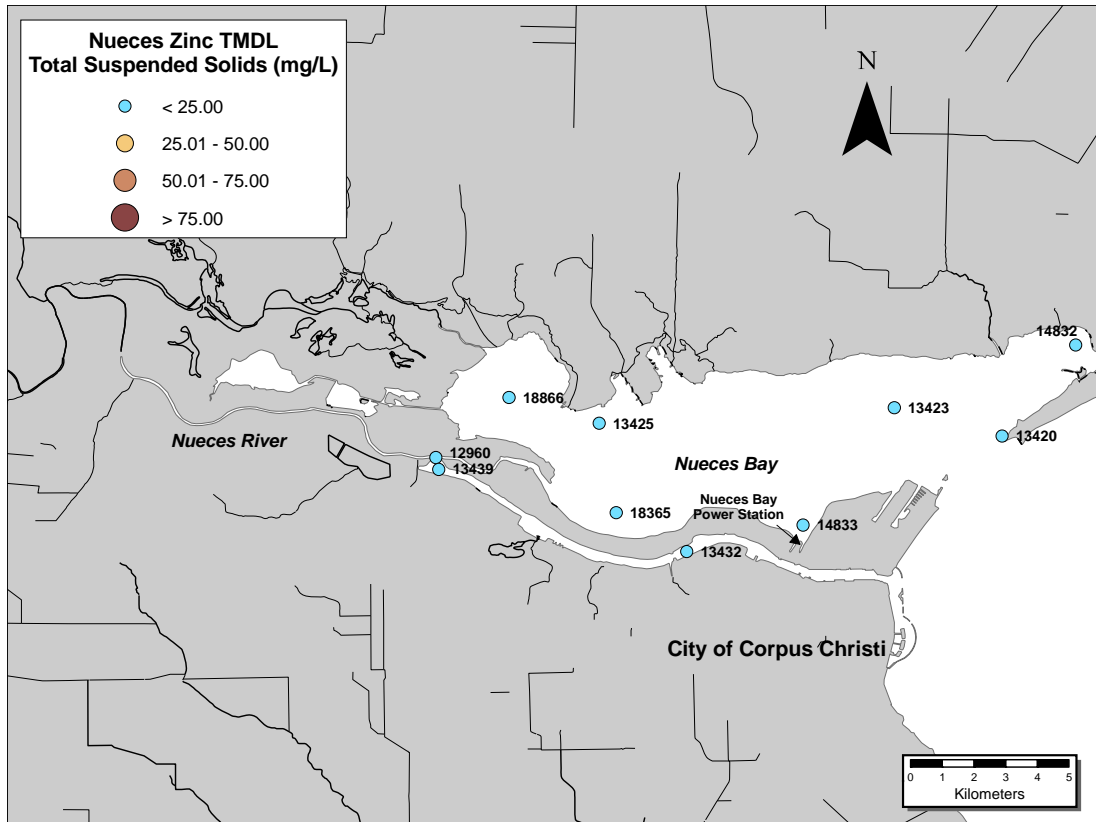 Nueces Zinc TMDL
Total Suspended Solids (mg/L)
< 25.00
25.01 - 50.00
50.01 - 75.00
> 75.00
N
14832
18866
13425
13423
13420
Nueces River
12960
13439
Nueces Bay
18365
Nueces Bay
Power Station
14833
13432
City of Corpus Christi
0 1 2 3 4 5
Kilometers